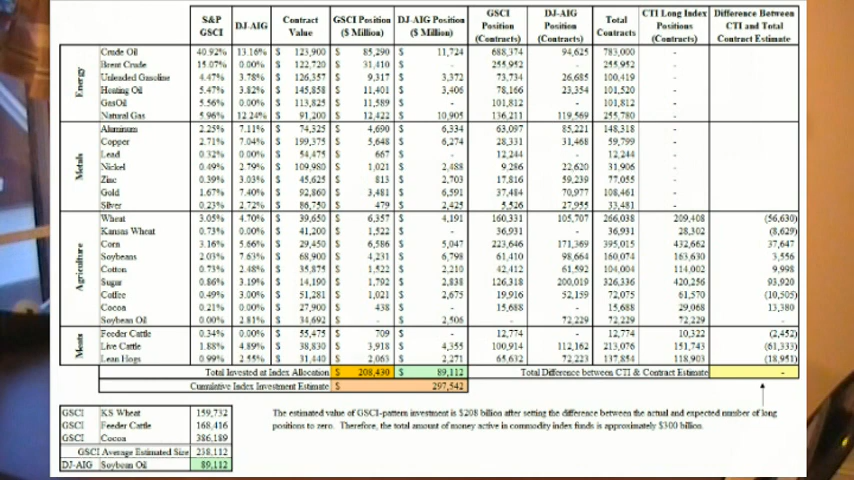 S&P GSCI | DJ-AIG | Contract Value | GSCI Position ($ Million) | DJ-AIG Position ($ Million) | GSCI Position (Contracts) | DJ-AIG Position (Contracts) | Total Contracts | CTI Long Index Positions (Contracts) | Difference Between CTI and Total Contract Estimate
Energy
Crude Oil 40.92% 13.16% $ 123,900 $ 85,290 $ 11,724 688,374 94,625 783,000 -
Brent Crude 15.07% 0.00% $ 122,720 $ 31,410 $ - 255,952 - 255,952 -
Unleaded Gasoline 4.47% 3.78% $ 126,357 $ 9,317 $ 3,372 73,734 26,685 100,419 -
Heating Oil 5.47% 3.82% $ 145,858 $ 11,401 $ 3,406 78,166 23,354 101,520 -
GasOil 5.56% 0.00% $ 113,825 $ 11,589 $ - 101,812 - 101,812 -
Natural Gas 5.96% 12.24% $ 91,200 $ 12,422 $ 10,905 136,211 119,569 255,780 -
Metals
Aluminum 2.25% 7.11% $ 74,325 $ 4,690 $ 6,334 63,097 85,221 148,318 -
Copper 2.71% 7.04% $ 199,375 $ 5,648 $ 6,274 28,331 31,468 59,799 -
Lead 0.32% 0.00% $ 54,475 $ 667 $ - 12,244 - 12,244 -
Nickel 0.49% 2.79% $ 109,980 $ 1,021 $ 2,488 9,286 22,620 31,906 -
Zinc 0.39% 3.03% $ 45,625 $ 813 $ 2,703 17,816 59,239 77,055 -
Gold 1.67% 7.40% $ 92,860 $ 3,481 $ 6,591 37,484 70,977 108,461 -
Silver 0.23% 2.72% $ 86,750 $ 479 $ 2,425 5,526 27,955 33,481 -
Agriculture
Wheat 3.05% 4.70% $ 39,650 $ 6,357 $ 4,191 160,331 105,707 266,038 209,408 (56,630)
Kansas Wheat 0.73% 0.00% $ 41,200 $ 1,522 $ - 36,931 - 36,931 28,302 (8,629)
Corn 3.16% 5.66% $ 29,450 $ 6,586 $ 5,047 223,646 171,369 395,015 432,662 37,647
Soybeans 2.03% 7.63% $ 68,900 $ 4,231 $ 6,798 61,410 98,664 160,074 163,630 3,556
Cotton 0.73% 2.48% $ 35,875 $ 1,522 $ 2,210 42,412 61,592 104,004 114,002 9,998
Sugar 0.86% 3.19% $ 14,190 $ 1,792 $ 2,838 126,318 200,019 326,336 420,256 93,920
Coffee 0.49% 3.00% $ 51,281 $ 1,021 $ 2,675 19,916 52,159 72,075 61,570 (10,505)
Cocoa 0.21% 0.00% $ 27,900 $ 438 $ - 15,688 - 15,688 29,068 13,380
Soybean Oil 0.00% 2.81% $ 34,692 $ - $ 2,506 - 72,229 72,229 72,229 -
Meats
Feeder Cattle 0.34% 0.00% $ 55,475 $ 709 $ - 12,774 - 12,774 10,322 (2,452)
Live Cattle 1.88% 4.89% $ 38,830 $ 3,918 $ 4,355 100,914 112,162 213,076 151,743 (61,333)
Lean Hogs 0.99% 2.55% $ 31,440 $ 2,063 $ 2,271 65,632 72,223 137,854 118,903 (18,951)
Total Invested at Index Allocation $ 208,430 $ 89,112 Total Difference between CTI & Contract Estimate -
Cumulative Index Investment Estimate $ 297,542
GSCI KS Wheat 159,732
GSCI Feeder Cattle 168,416
GSCI Cocoa 386,189
GSCI Average Estimated Size 238,112
DJ-AIG Soybean Oil 89,112
The estimated value of GSCI-pattern investment is $208 billion after setting the difference between the actual and expected number of long
positions to zero. Therefore, the total amount of money active in commodity index funds is approximately $300 billion.